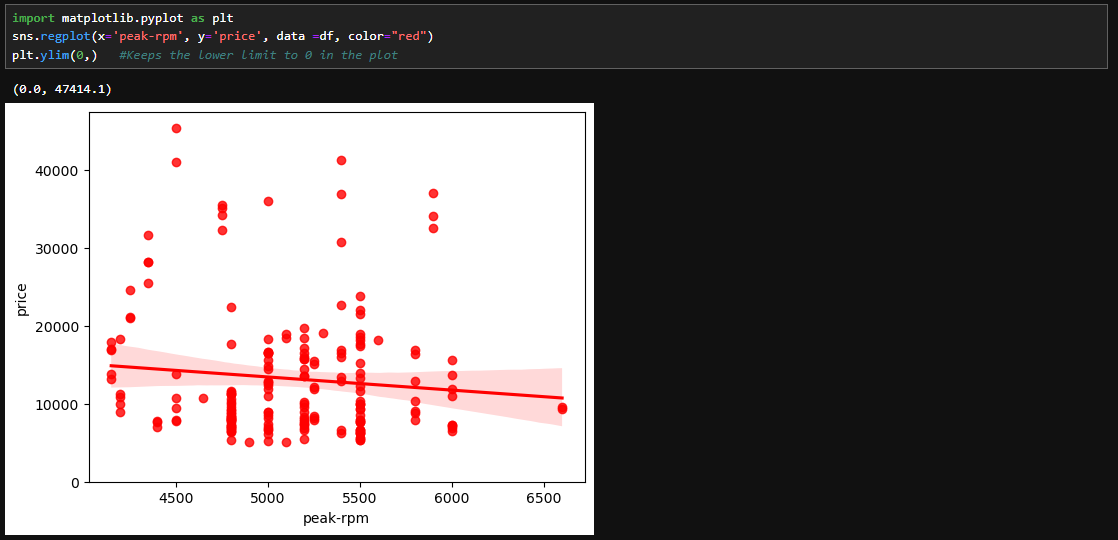 import matplotlib.pyplot as plt
sns.regplot(x='peak-rpm', y='price', data =df, color="red")
plt.ylim(0,)   #Keeps the lower limit to 0 in the plot
(0.0, 47414.1)
40000
30000
20000
10000
0
price
4500 5000 5500 6000 6500
peak-rpm